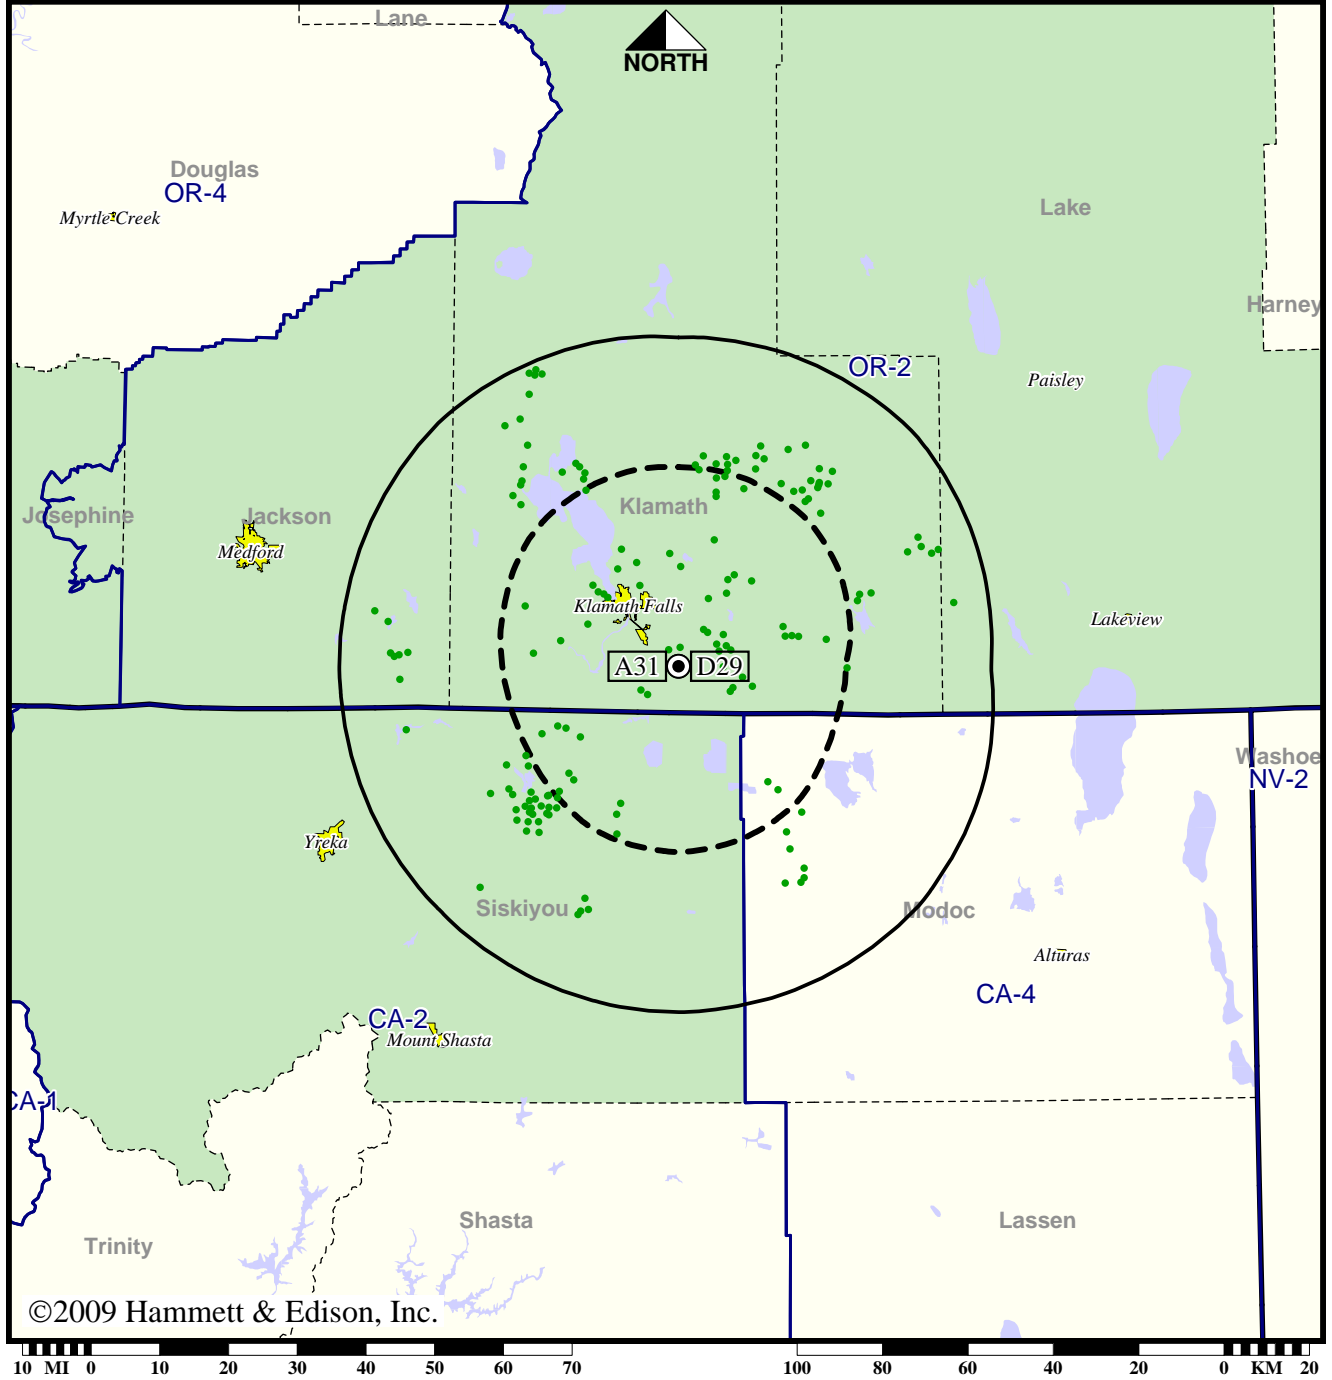 Lane
NORTH
Douglas
OR-4
Myrtle Creek
Lake
Harney
OR-2
Paisley
Klamath
Josephine
Jackson
Medford
Klamath Falls
Lakeview
A31
D29
Washoe
NV-2
Yreka
Siskiyou
Modoc
Alturas
CA-4
CA-2
Mount Shasta
CA-1
Shasta
Lassen
Trinity
©2009 Hammett & Edison, Inc.
10 MI 0 10 20 30 40 50 60 70 100 80 60 40 20 0 KM 20